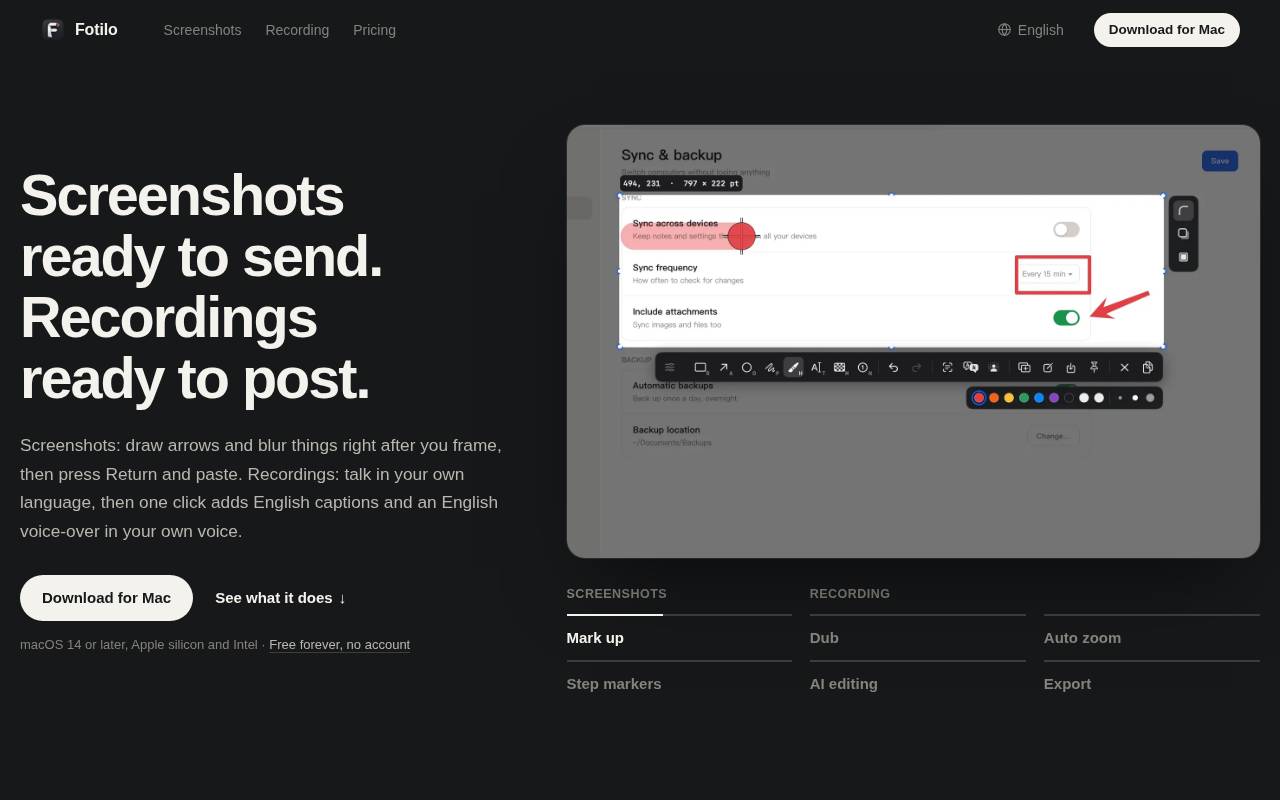 Fotilo
Screenshots
Recording
Pricing
English
Download for Mac
Screenshots
ready to send.
Recordings
ready to post.
Screenshots: draw arrows and blur things right after you frame,
then press Return and paste. Recordings: talk in your own
language, then one click adds English captions and an English
voice-over in your own voice.
Download for Mac
See what it does ↓
macOS 14 or later, Apple silicon and Intel · Free forever, no account
Sync & backup
Switch computers without losing anything
Save
494, 231 · 797 × 222 pt
SYNC
Sync across devices
Keep notes and settings all your devices
Sync frequency
How often to check for changes
Every 15 min
Include attachments
Sync images and files too
BACKUP
Automatic backups
Back up once a day, overnight
Backup location
~/Documents/Backups
Change...
SCREENSHOTS
RECORDING
Mark up
Dub
Auto zoom
Step markers
AI editing
Export